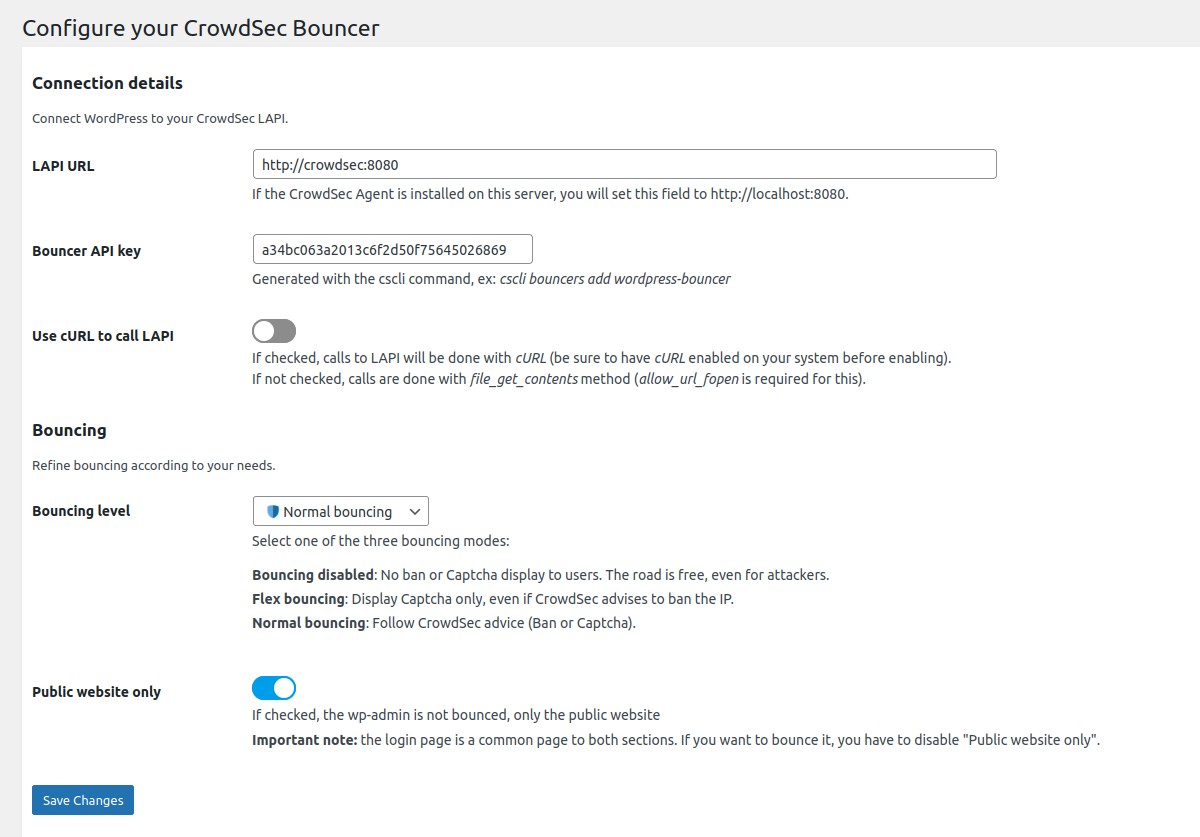 Configure your CrowdSec Bouncer
Connection details
Connect WordPress to your CrowdSec LAPI.
LAPI URL
http://crowdsec:8080
If the CrowdSec Agent is installed on this server, you will set this field to http://localhost:8080.
Bouncer API key
a34bc063a2013c6f2d50f75645026869
Generated with the cscli command, ex: cscli bouncers add wordpress-bouncer
Use cURL to call LAPI
If checked, calls to LAPI will be done with cURL (be sure to have cURL enabled on your system before enabling).
If not checked, calls are done with file_get_contents method (allow_url_fopen is required for this).
Bouncing
Refine bouncing according to your needs.
Bouncing level
Normal bouncing
Select one of the three bouncing modes:
Bouncing disabled: No ban or Captcha display to users. The road is free, even for attackers.
Flex bouncing: Display Captcha only, even if CrowdSec advises to ban the IP.
Normal bouncing: Follow CrowdSec advice (Ban or Captcha).
Public website only
If checked, the wp-admin is not bounced, only the public website
Important note: the login page is a common page to both sections. If you want to bounce it, you have to disable "Public website only".
Save Changes